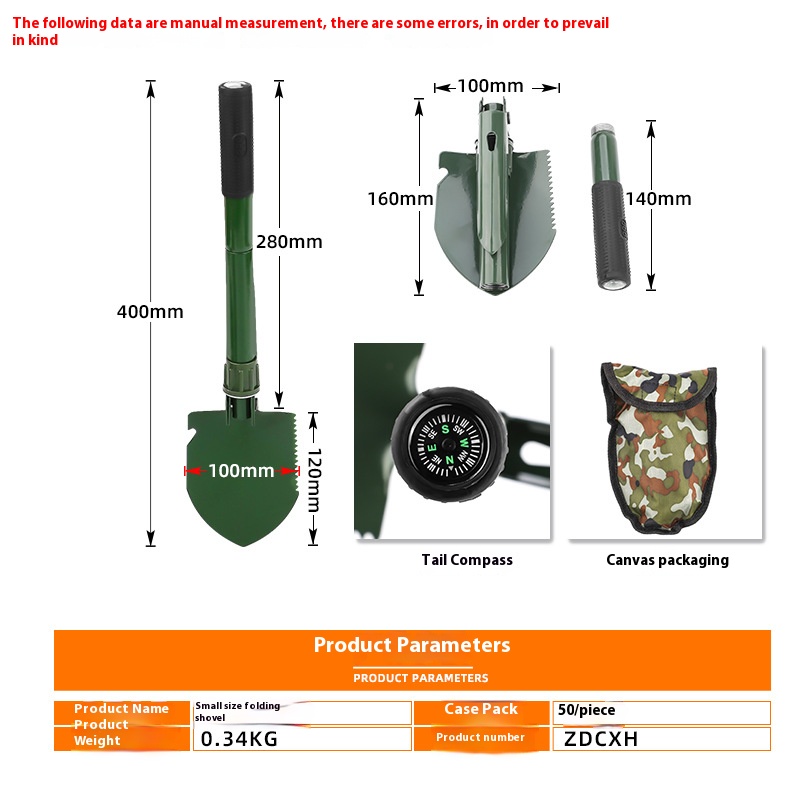 The following data are manual measurement, there are some errors, in order to prevail
in kind
100mm
160mm
140mm
280mm
400mm
100mm
120mm
S
SW
W
NW
N
NE
E
SE
Tail Compass
Canvas packaging
Product Parameters
PRODUCT PARAMETERS
Product Name
Small size folding
shovel
Case Pack
50/piece
Product
Weight
0.34KG
Product number
ZDCXH